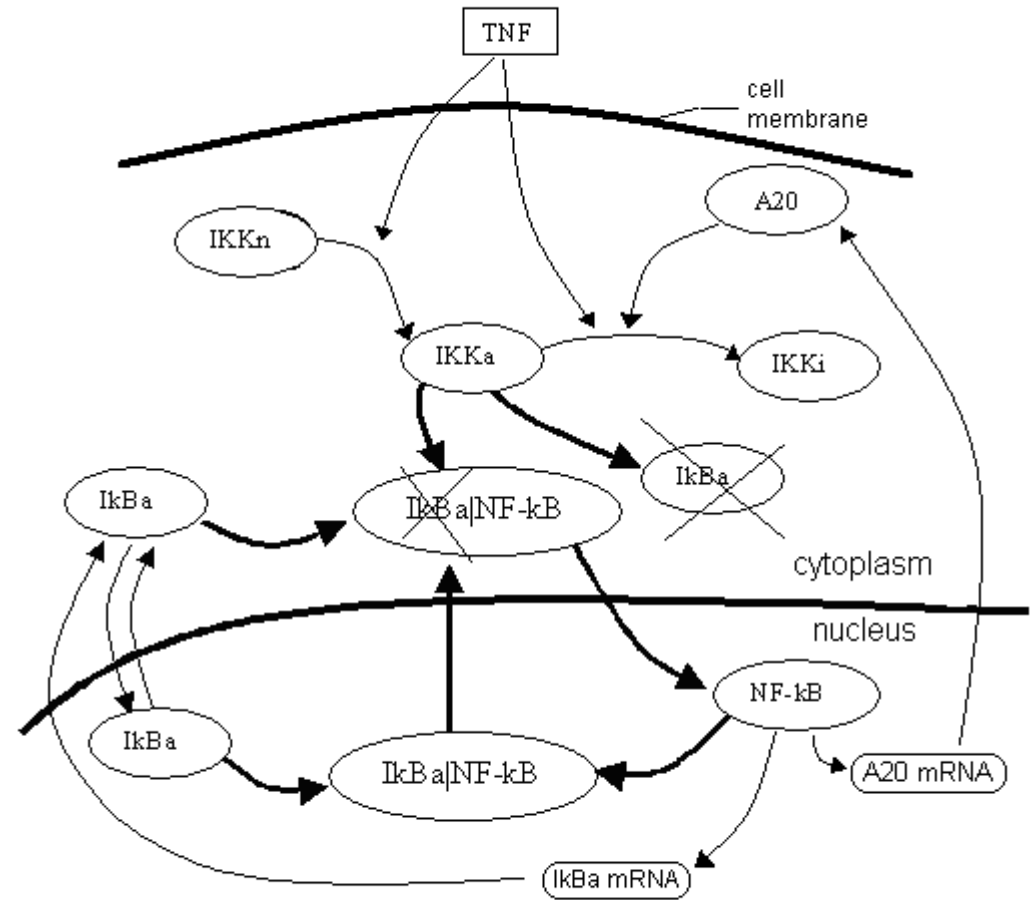 TNF
cell
membrane
A20
IKKn
IKKa
IKKi
IkBa
IkBa
IkBa|NF-kB
cytoplasm
nucleus
NF-kB
IkBa
IkBa|NF-kB
A20 mRNA
IkBa mRNA